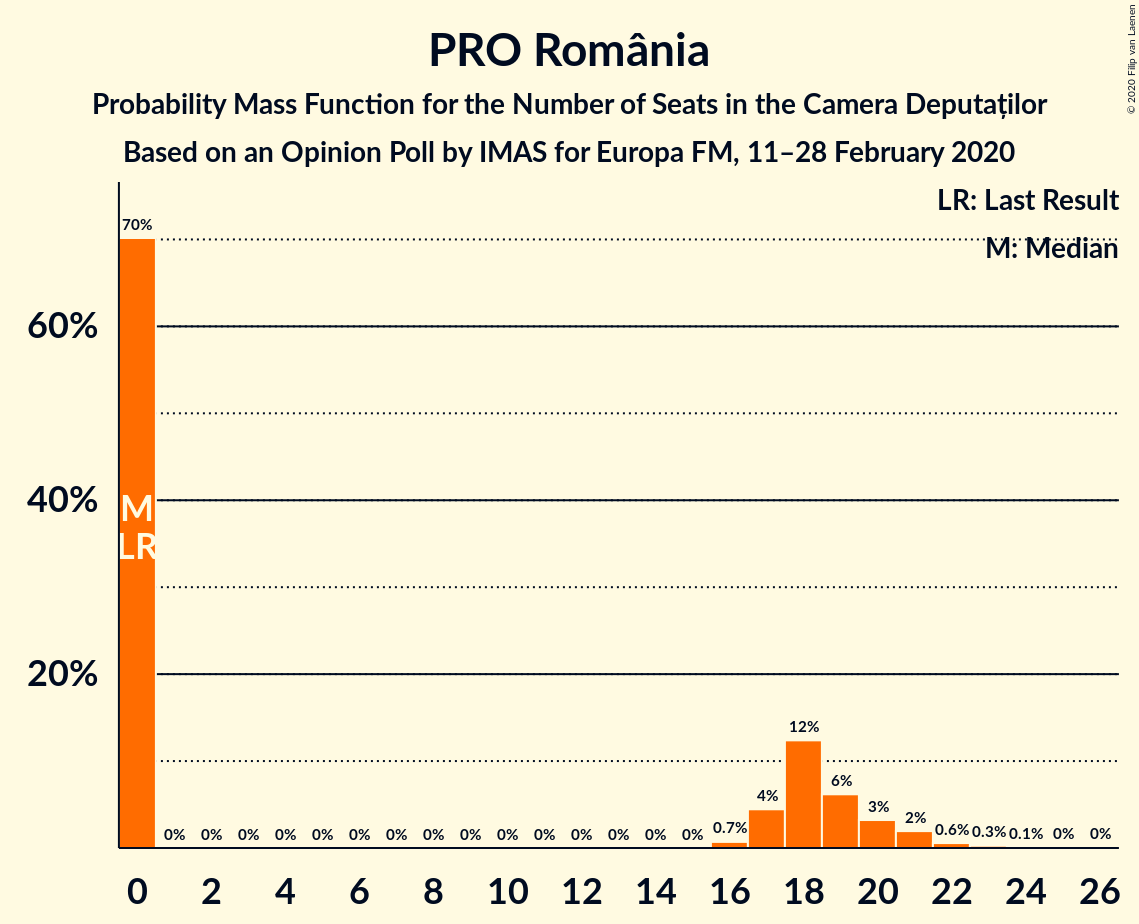 PRO România
Probability Mass Function for the Number of Seats in the Camera Deputaților
Based on an Opinion Poll by IMAS for Europa FM, 11–28 February 2020
© 2020 Filip van Laenen
LR: Last Result
M: Median
60%
40%
20%
70%
M
LR
0% 0% 0% 0% 0% 0% 0% 0% 0% 0% 0% 0% 0% 0% 0% 0.7% 4% 12% 6% 3% 2% 0.6% 0.3% 0.1% 0% 0%
0 2 4 6 8 10 12 14 16 18 20 22 24 26